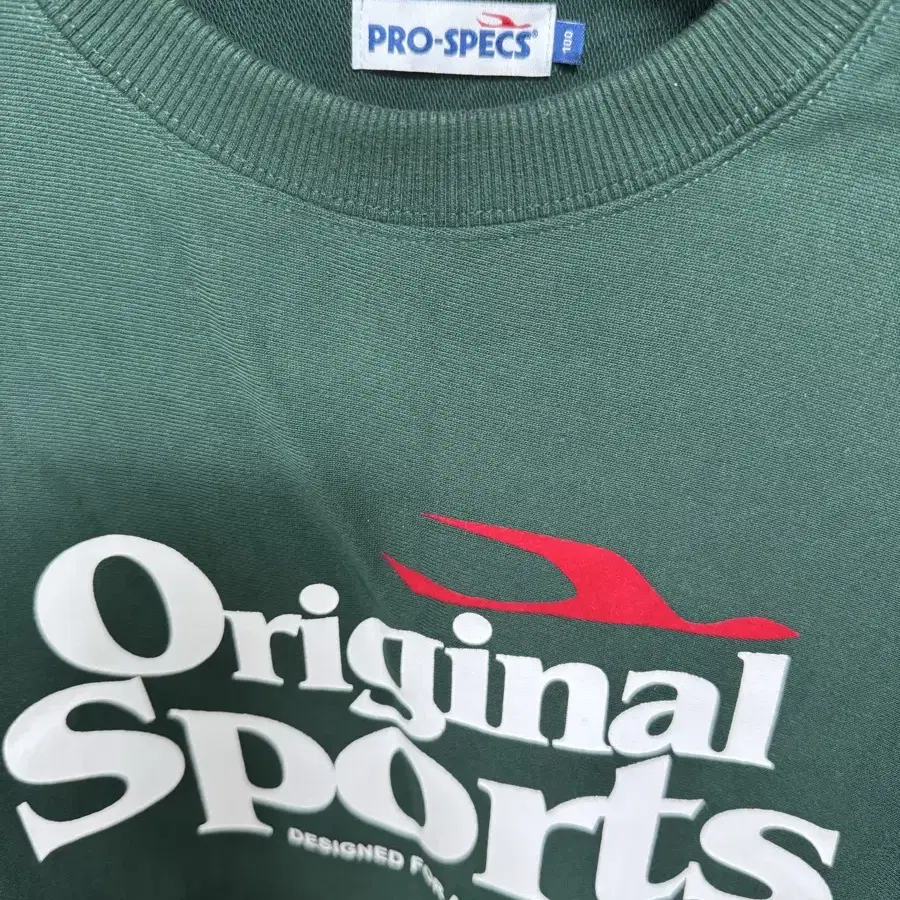 PRO-SPECS®
100
Original
Sports
DESIGNED FOR